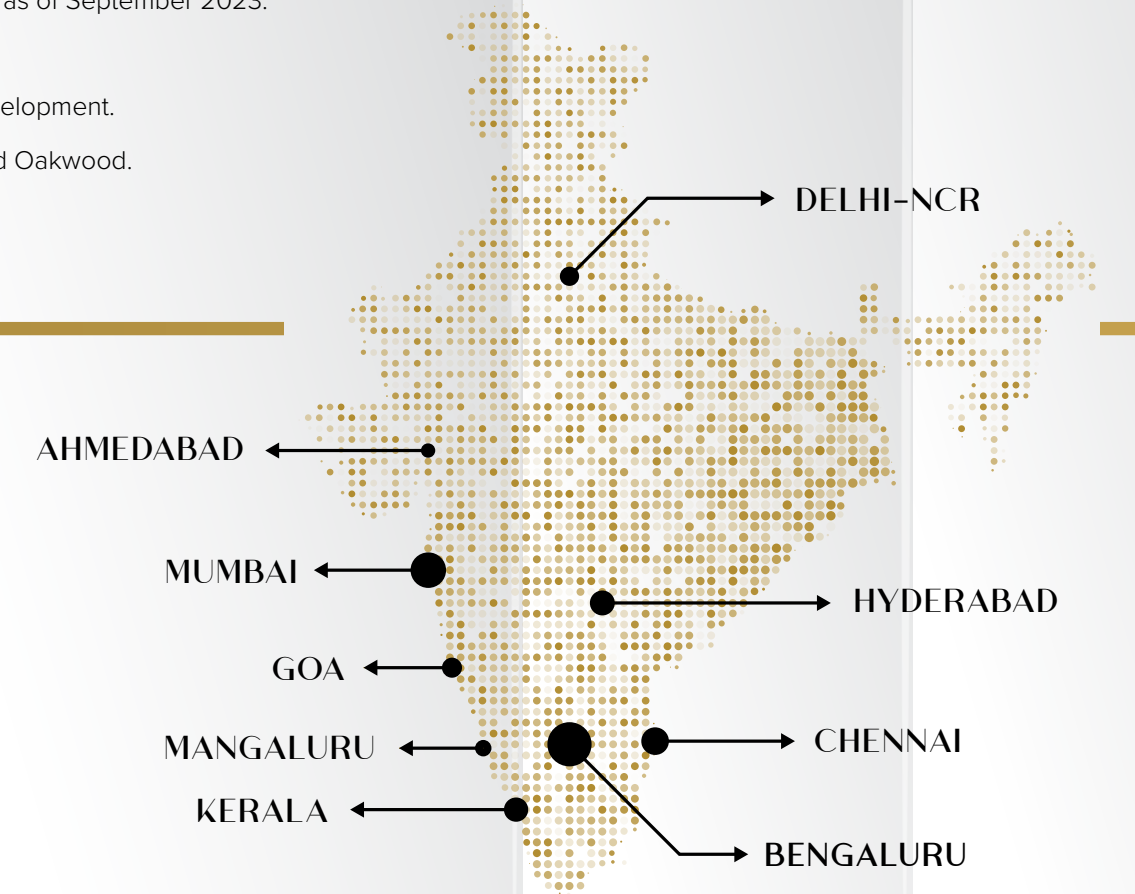 as of September 2023.
elopment.
d Oakwood.
DELHI-NCR
AHMEDABAD
MUMBAI
HYDERABAD
GOA
CHENNAI
MANGALURU
KERALA
BENGALURU